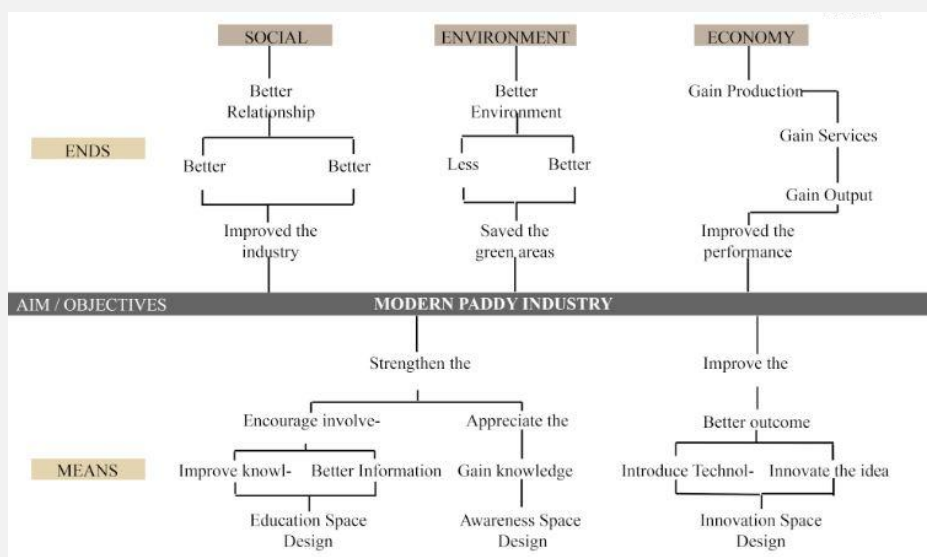 SOCIAL
ENVIRONMENT
ECONOMY
Better
Relationship
Better
Environment
Gain Production
Gain Services
ENDS
Better
Better
Less
Better
Gain Output
Improved the
industry
Saved the
green areas
Improved the
performance
AIM / OBJECTIVES
MODERN PADDY INDUSTRY
Strengthen the
Improve the
Encourage involve-
Appreciate the
Better outcome
MEANS
Improve knowl-
Better Information
Gain knowledge
Introduce Technol-
Innovate the idea
Education Space
Design
Awareness Space
Design
Innovation Space
Design